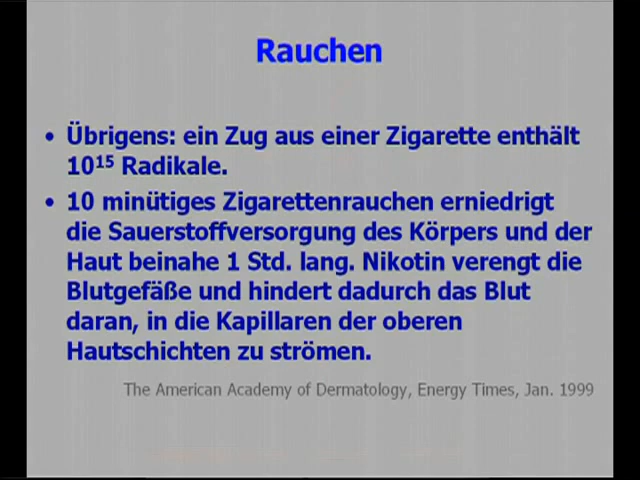 Rauchen
• Übrigens: ein Zug aus einer Zigarette enthält
10¹⁵ Radikale.
• 10 minütiges Zigarettenrauchen erniedrigt
die Sauerstoffversorgung des Körpers und der
Haut beinahe 1 Std. lang. Nikotin verengt die
Blutgefäße und hindert dadurch das Blut
daran, in die Kapillaren der oberen
Hautschichten zu strömen.
The American Academy of Dermatology, Energy Times, Jan. 1999